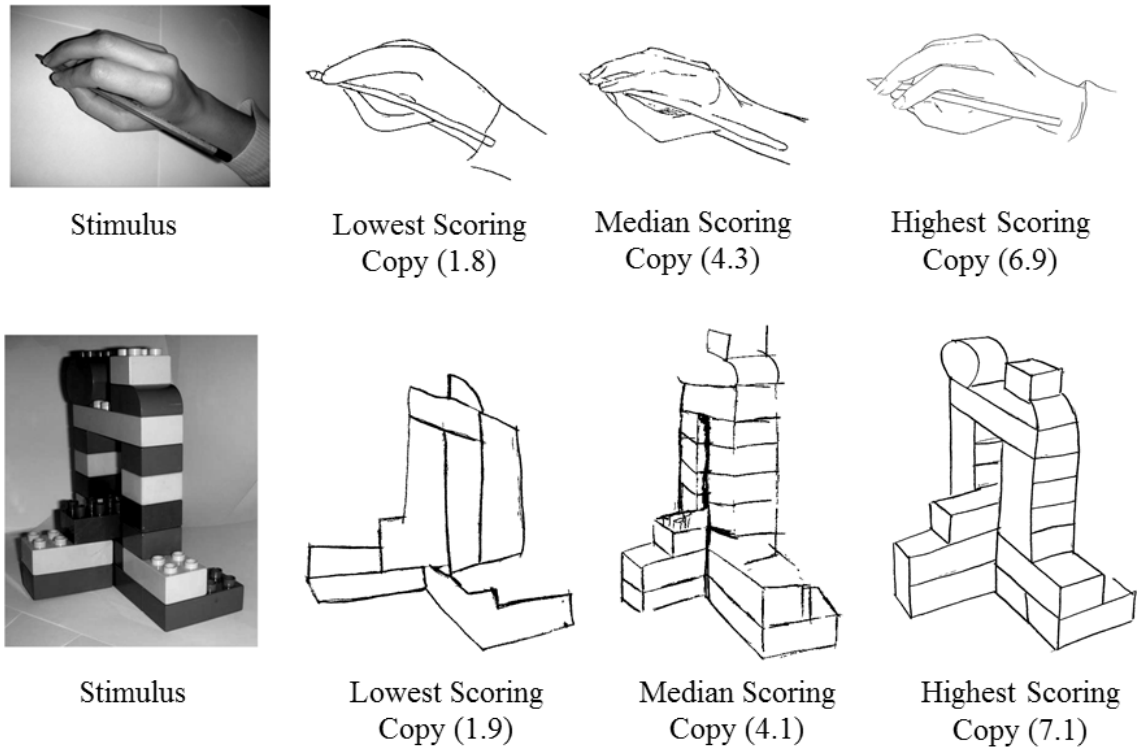 Stimulus
Lowest Scoring
Copy (1.8)
Median Scoring
Copy (4.3)
Highest Scoring
Copy (6.9)
Stimulus
Lowest Scoring
Copy (1.9)
Median Scoring
Copy (4.1)
Highest Scoring
Copy (7.1)